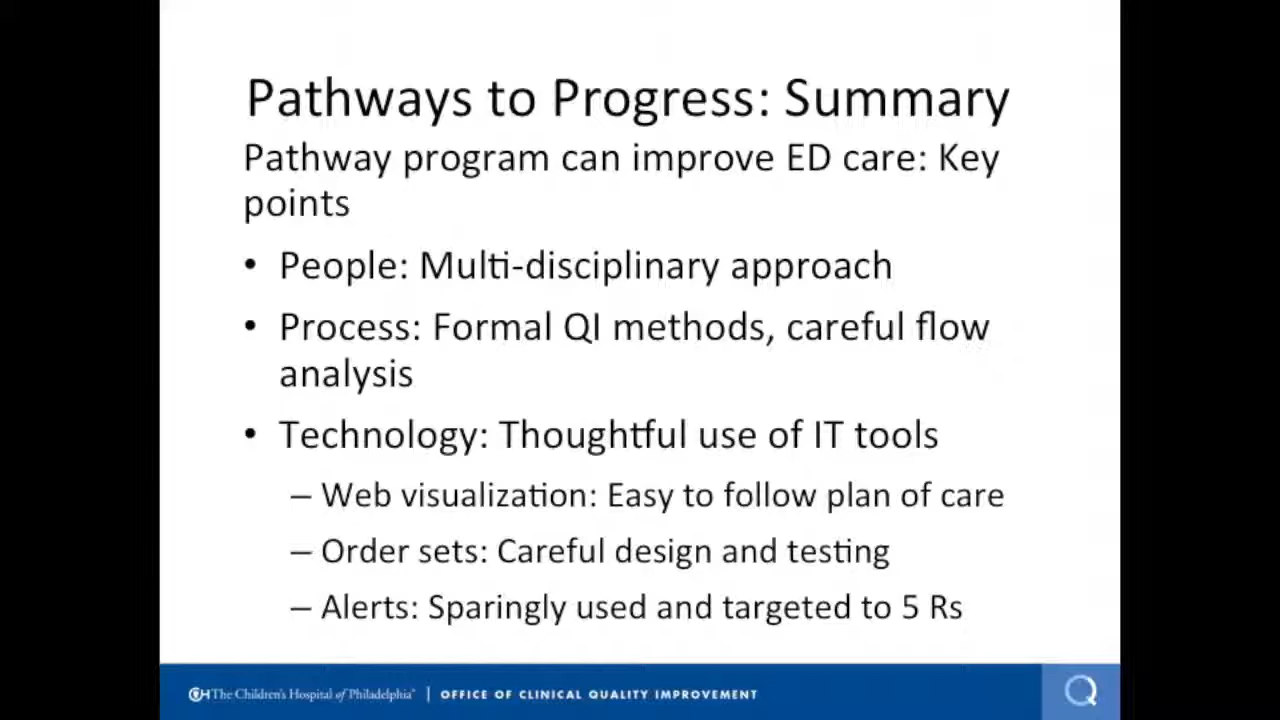 Pathways to Progress: Summary
Pathway program can improve ED care: Key
points
• People: Multi-disciplinary approach
• Process: Formal QI methods, careful flow
analysis
• Technology: Thoughtful use of IT tools
– Web visualization: Easy to follow plan of care
– Order sets: Careful design and testing
– Alerts: Sparingly used and targeted to 5 Rs
CH The Children's Hospital of Philadelphia® | OFFICE OF CLINICAL QUALITY IMPROVEMENT Q